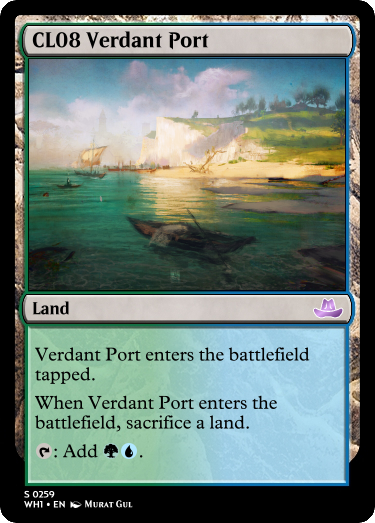 CL08 Verdant Port
Land
Verdant Port enters the battlefield
tapped.
When Verdant Port enters the
battlefield, sacrifice a land.
: Add .
S 0259
WH1 • EN Murat Gul